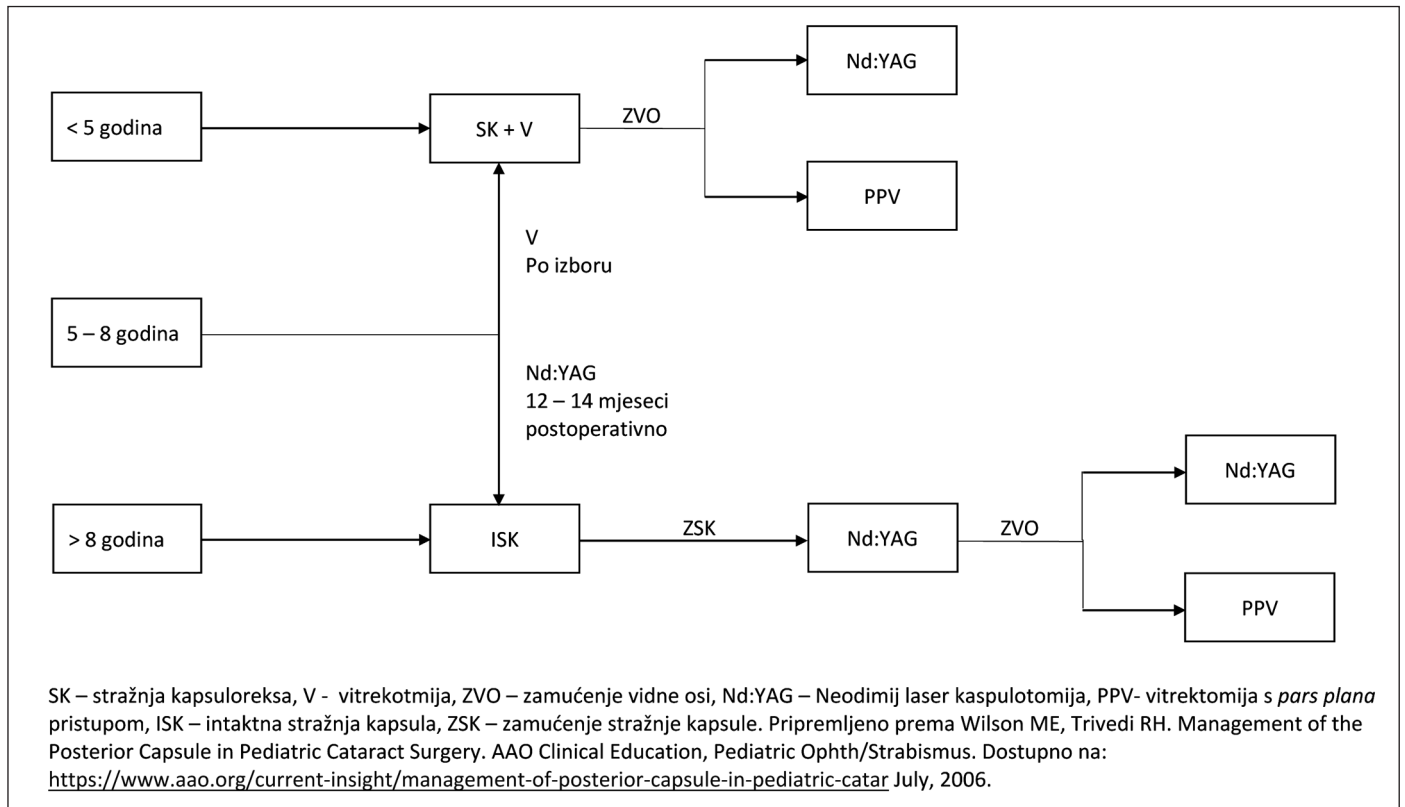 Nd:YAG
< 5 godina
SK + V
ZVO
PPV
V
Po izboru
5 – 8 godina
Nd:YAG
12 – 14 mjeseci
postoperativno
Nd:YAG
> 8 godina
ISK
ZSK
Nd:YAG
ZVO
PPV
SK – stražnja kapsuloreksa, V - vitrekotmija, ZVO – zamućenje vidne osi, Nd:YAG – Neodimij laser kaspulotomija, PPV- vitrektomija s pars plana
pristupom, ISK – intaktna stražnja kapsula, ZSK – zamućenje stražnje kapsule. Pripremljeno prema Wilson ME, Trivedi RH. Management of the
Posterior Capsule in Pediatric Cataract Surgery. AAO Clinical Education, Pediatric Ophth/Strabismus. Dostupno na:
https://www.aao.org/current-insight/management-of-posterior-capsule-in-pediatric-catar July, 2006.